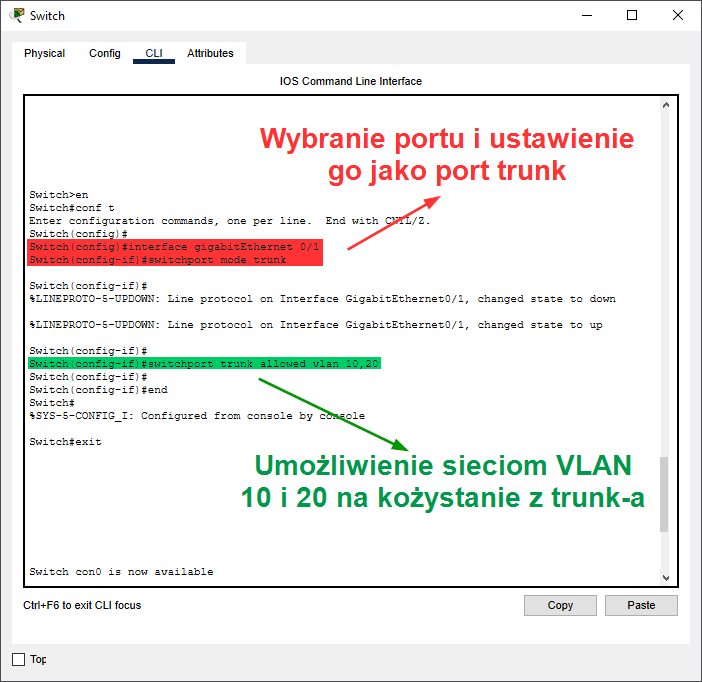 Switch
Physical Config CLI Attributes
IOS Command Line Interface
Wybranie portu i ustawienie
go jako port trunk
Switch>en
Switch#conf t
Enter configuration commands, one per line.  End with CNTL/Z.
Switch(config)#
Switch(config)#interface gigabitEthernet 0/1
Switch(config-if)#switchport mode trunk
Switch(config-if)#
%LINEPROTO-5-UPDOWN: Line protocol on Interface GigabitEthernet0/1, changed state to down
%LINEPROTO-5-UPDOWN: Line protocol on Interface GigabitEthernet0/1, changed state to up
Switch(config-if)#
Switch(config-if)#switchport trunk allowed vlan 10,20
Switch(config-if)#
Switch(config-if)#end
Switch#
%SYS-5-CONFIG_I: Configured from console by console
Switch#exit
Umożliwienie sieciom VLAN
10 i 20 na kożystanie z trunk-a
Switch con0 is now available
Ctrl+F6 to exit CLI focus
Copy Paste
Top